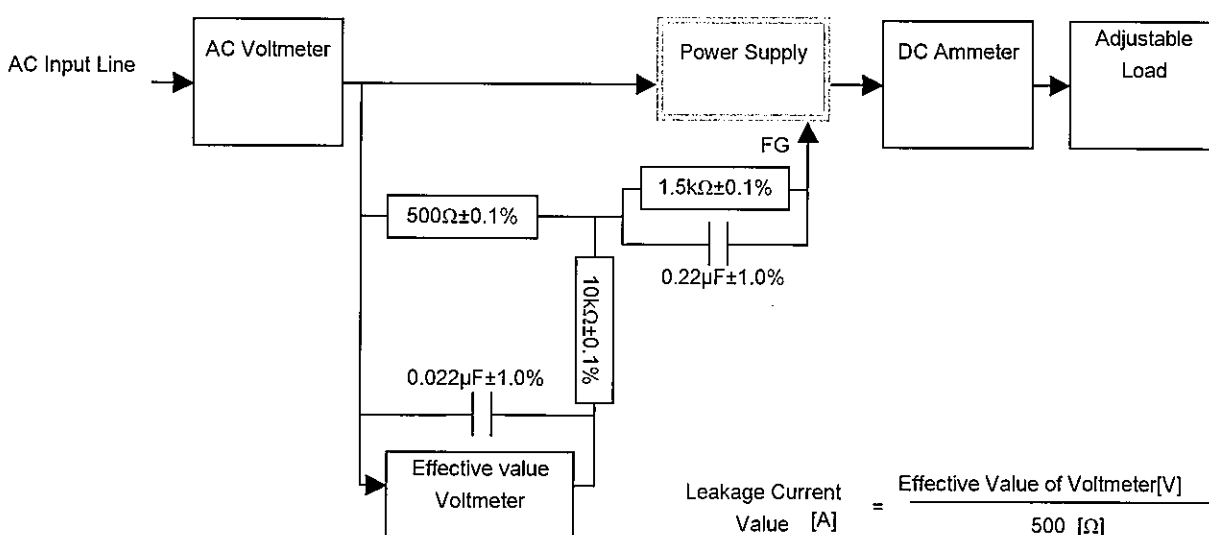 AC Input Line
AC Voltmeter
Power Supply
DC Ammeter
Adjustable
Load
FG
1.5kΩ±0.1%
500Ω±0.1%
0.22µF±1.0%
10kΩ±0.1%
0.022µF±1.0%
Effective value
Voltmeter
Leakage Current
Value [A]
=
Effective Value of Voltmeter[V]
500 [Ω]